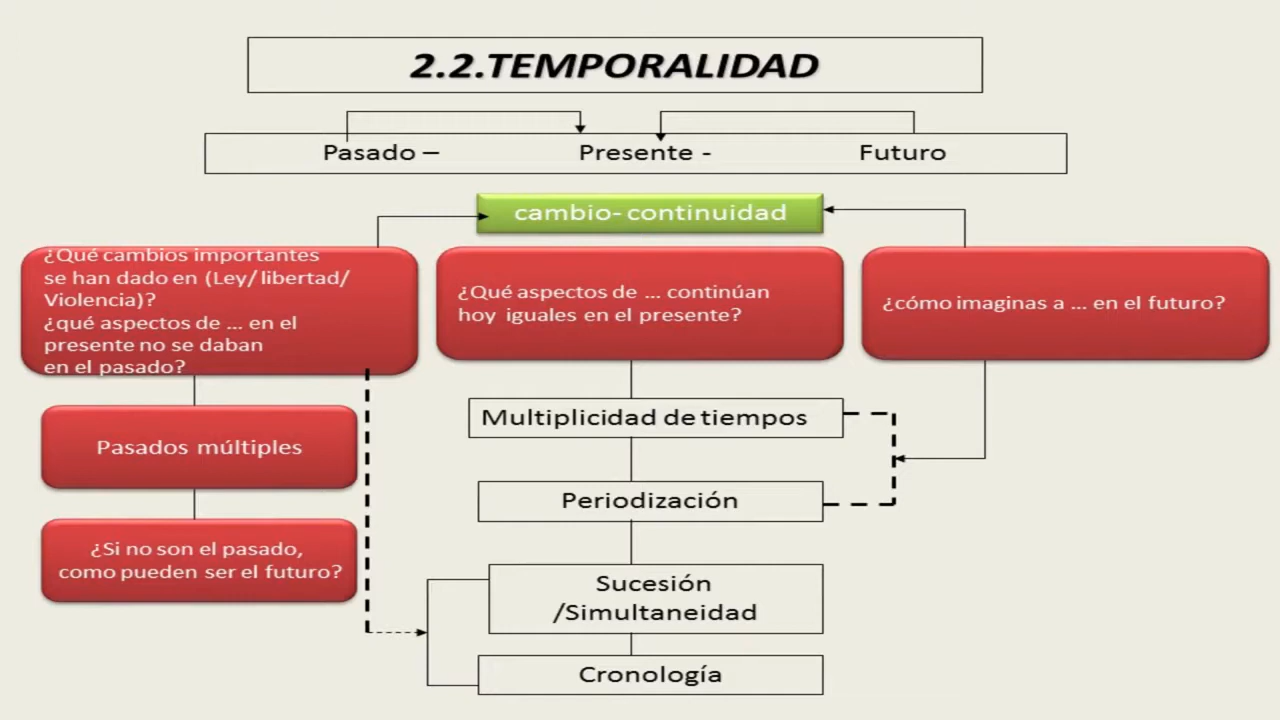 2.2.TEMPORALIDAD
Pasado – Presente - Futuro
cambio- continuidad
¿Qué cambios importantes
se han dado en (Ley/ libertad/
Violencia)?
¿qué aspectos de ... en el
presente no se daban
en el pasado?
¿Qué aspectos de ... continúan
hoy iguales en el presente?
¿cómo imaginas a ... en el futuro?
Pasados múltiples
¿Si no son el pasado,
como pueden ser el futuro?
Multiplicidad de tiempos
Periodización
Sucesión
/Simultaneidad
Cronología